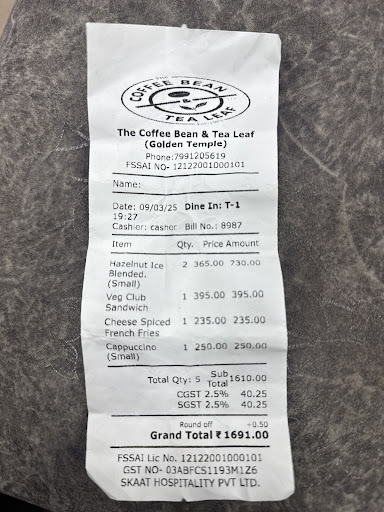 THE
COFFEE BEAN
&
TEA LEAF
The Coffee Bean & Tea Leaf
(Golden Temple)
Phone:7991205619
FSSAI NO- 12122001000101
Name:
Date: 09/03/25 Dine In: T-1
19:27
Cashier: cashor Bill No.: 8987
Item Qty. Price Amount
Hazelnut Ice 2 365.00 730.00
Blended.
(Small)
Veg Club 1 395.00 395.00
Sandwich
Cheese Spiced 1 235.00 235.00
French Fries
Cappuccino 1 250.00 250.00
(Small)
Total Qty: 5 Sub Total 1610.00
CGST 2.5% 40.25
SGST 2.5% 40.25
Round off +0.50
Grand Total ₹ 1691.00
FSSAI Lic No. 12122001000101
GST NO- 03ABFCS1193M1Z6
SKAAT HOSPITALITY PVT LTD.